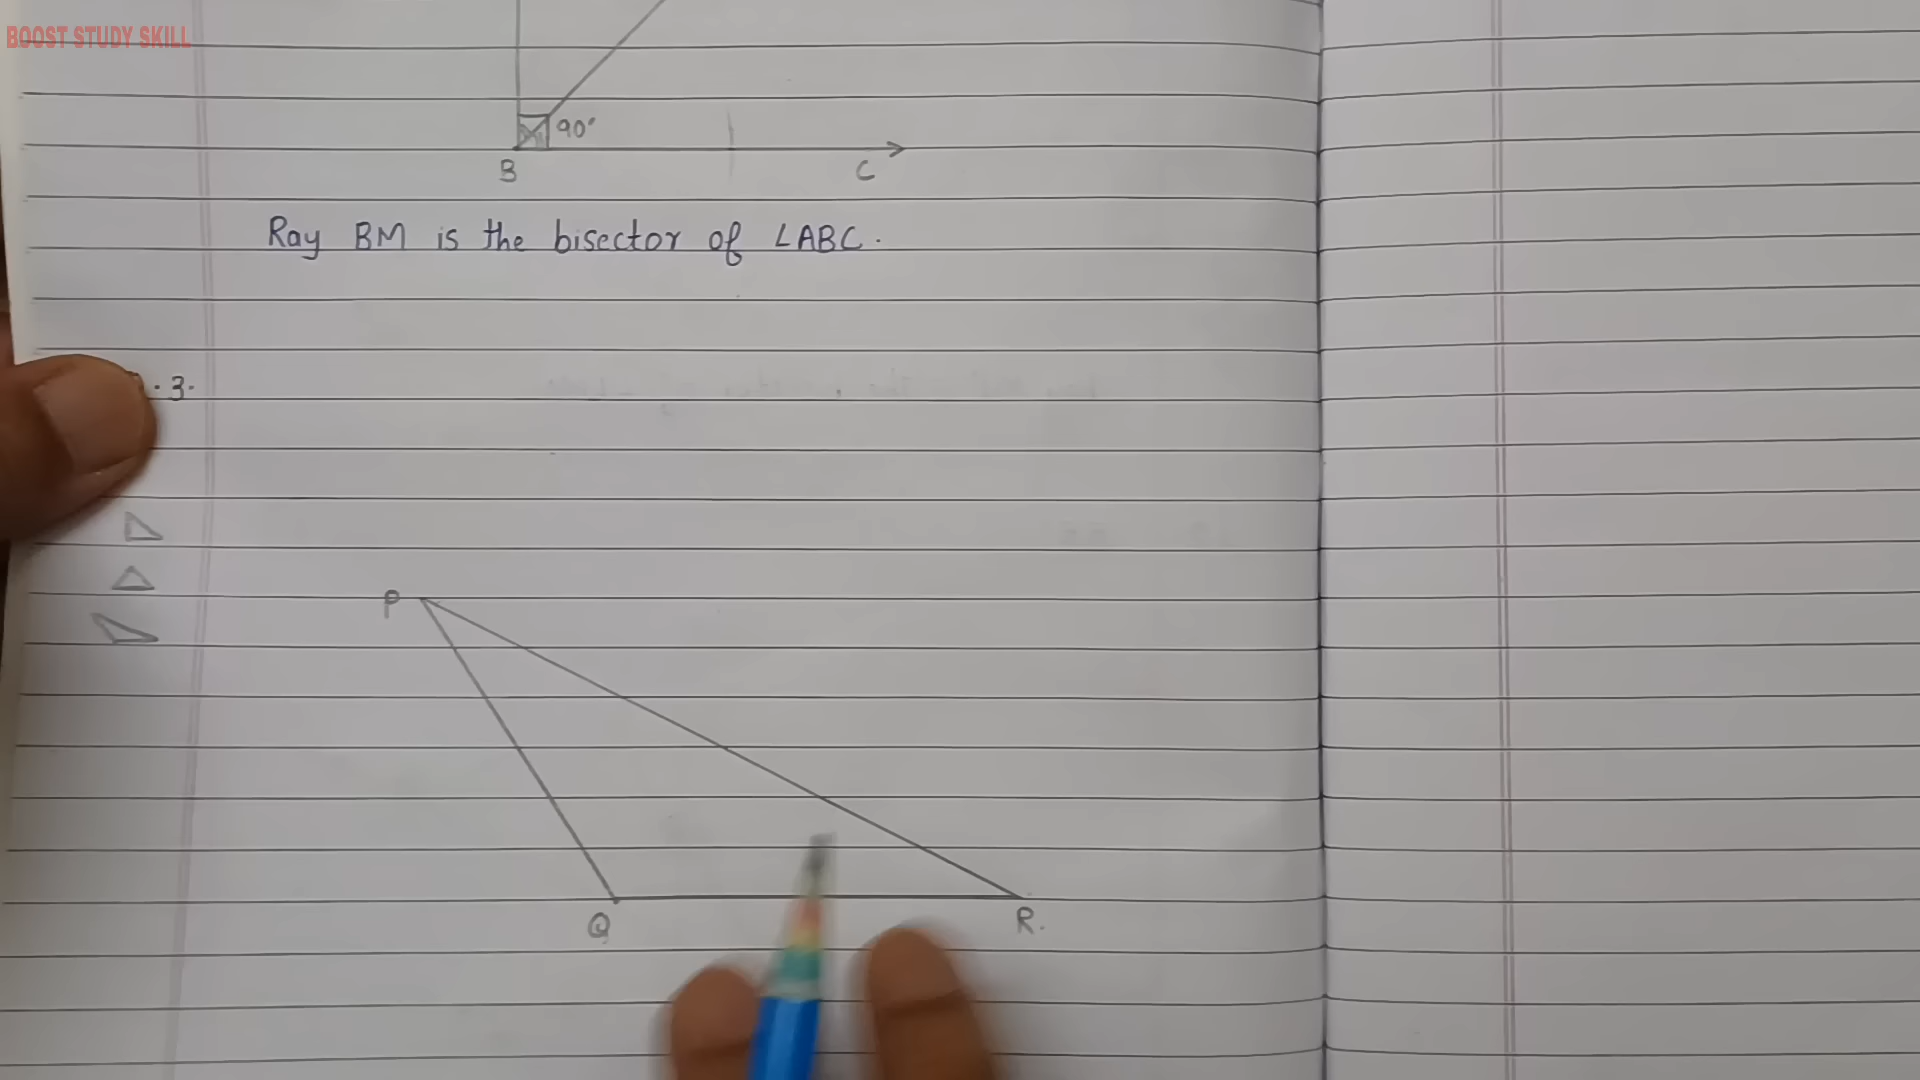 BOOST STUDY SKILL
90°
B
C
Ray BM is the bisector of ∠ABC.
.3.
P
Q
R.